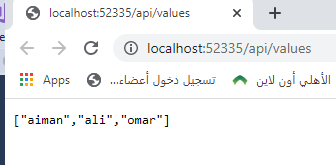 localhost:52335/api/values
localhost:52335/api/values
Apps
تسجيل دخول أعضاء...
الأهلي أون لاين
["aiman","ali","omar"]